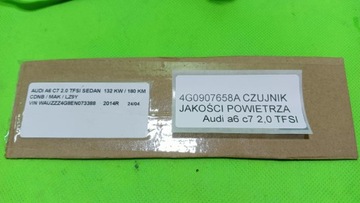 AUDI A6 C7 2.0 TFSI SEDAN 132 KW / 180 KM
CDNB / MAK / LZ9Y
VIN WAUZZZ4G8EN073388 2014R 24/04
4G0907658A CZUJNIK
JAKOŚCI POWIETRZA
Audi a6 c7 2,0 TFSI